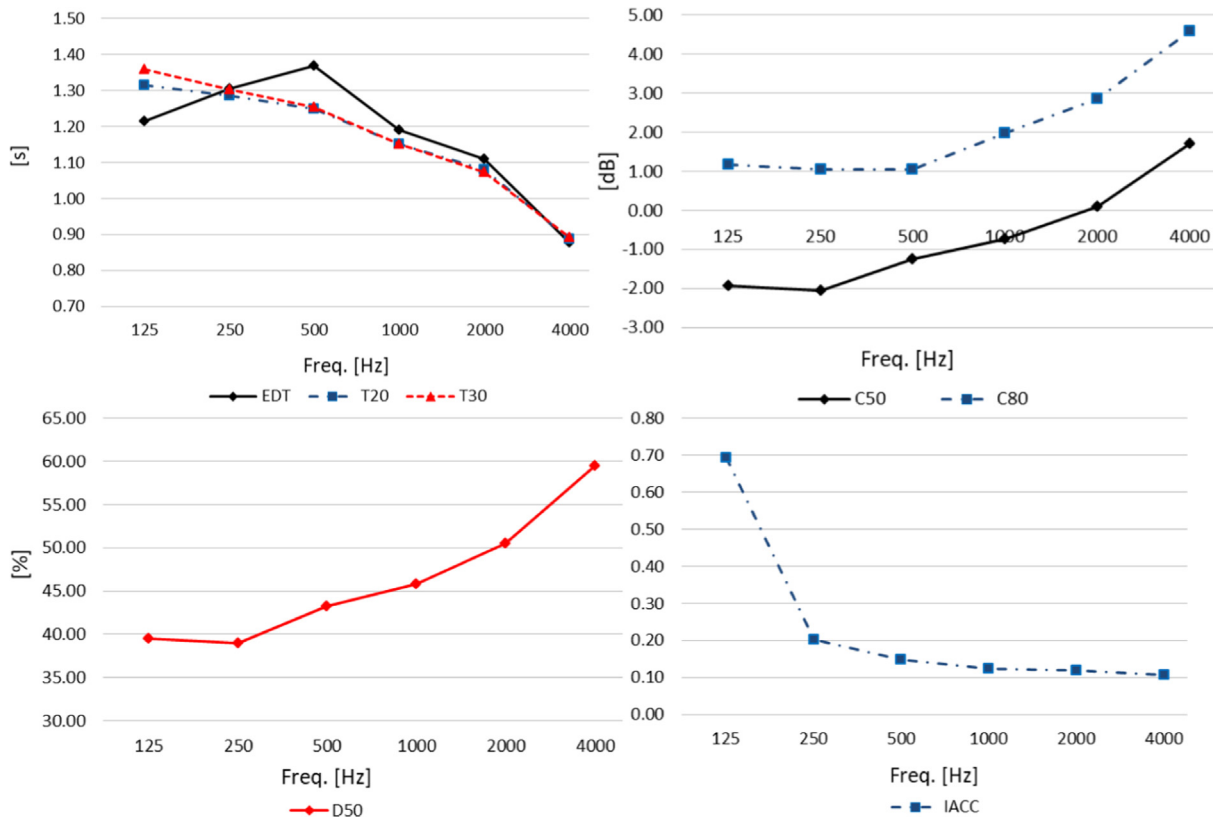 1.50
1.40
1.30
1.20
1.10
1.00
0.90
0.80
0.70
[s]
125 250 500 1000 2000 4000
Freq. [Hz]
EDT T20 T30
5.00
4.00
3.00
2.00
1.00
0.00
-1.00
-2.00
-3.00
[dB]
125 250 500 1000 2000 4000
Freq. [Hz]
C50 C80
65.00
60.00
55.00
50.00
45.00
40.00
35.00
30.00
[%]
125 250 500 1000 2000 4000
Freq. [Hz]
D50
0.80
0.70
0.60
0.50
0.40
0.30
0.20
0.10
0.00
125 250 500 1000 2000 4000
Freq. [Hz]
IACC